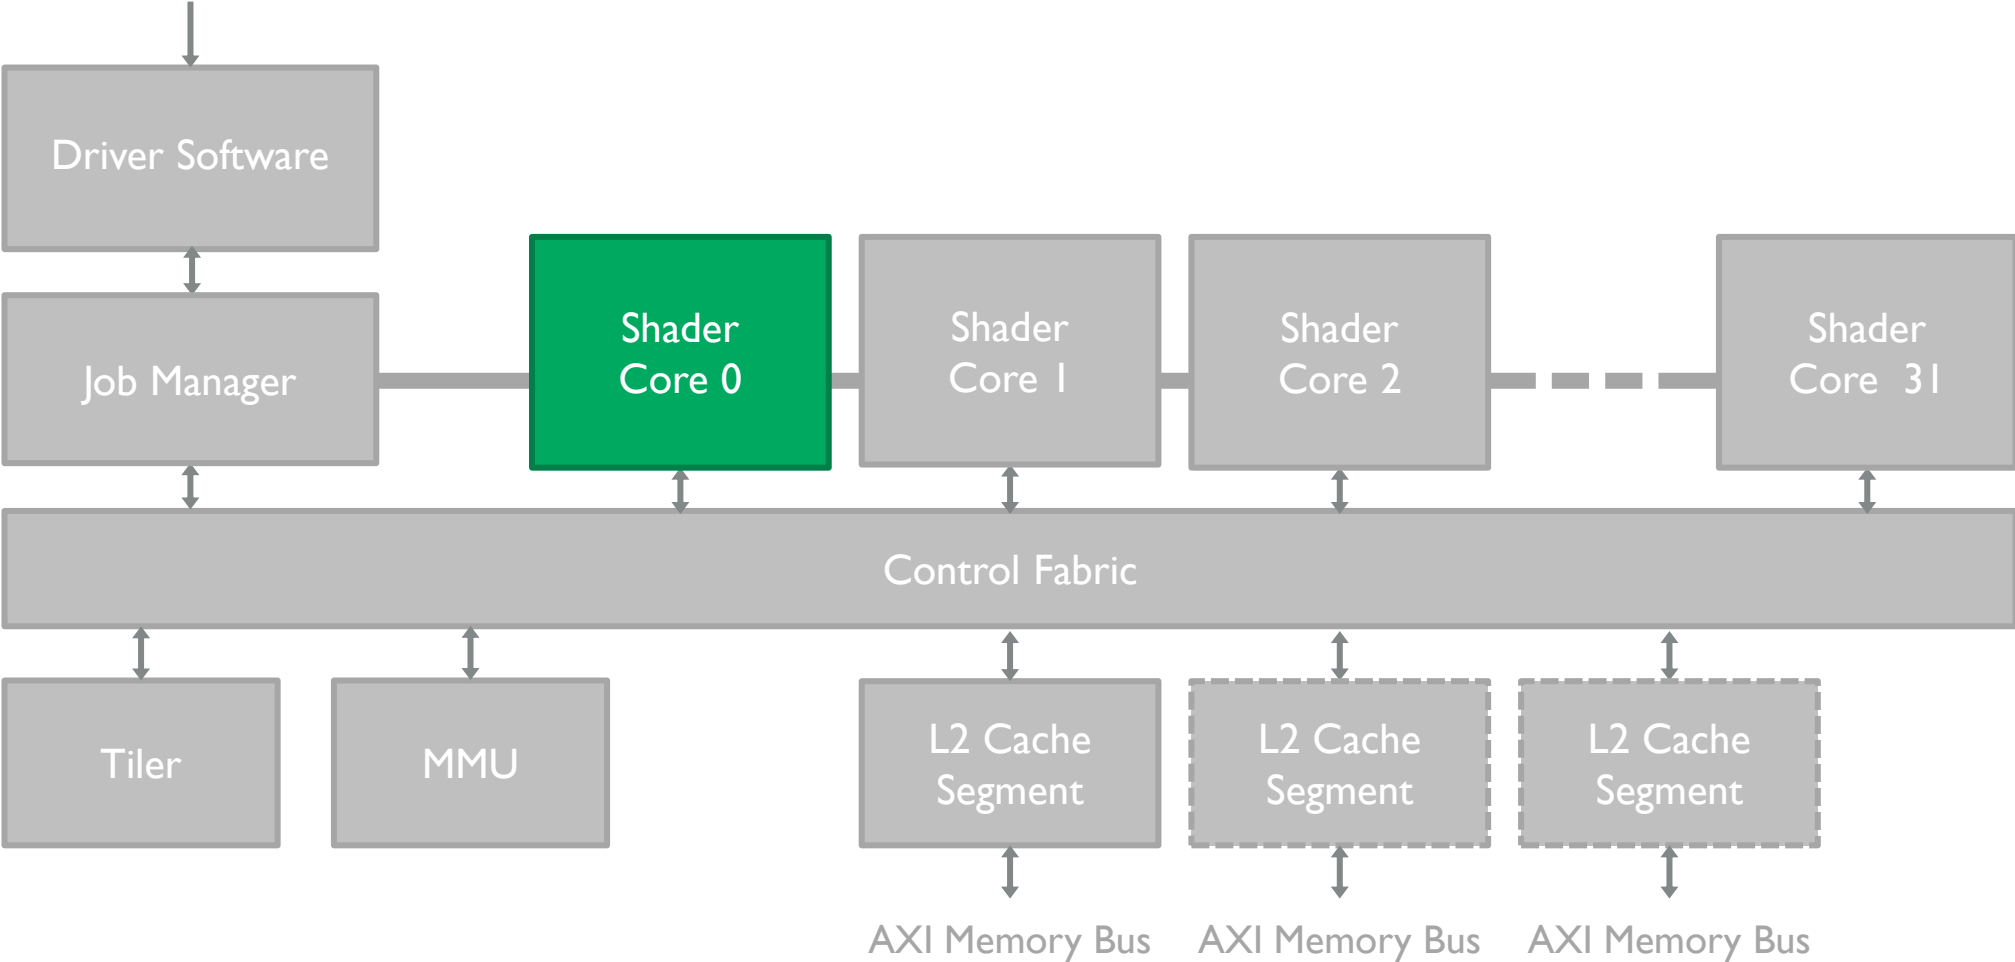 Driver Software
Job Manager
Shader
Core 0
Shader
Core 1
Shader
Core 2
Shader
Core 31
Control Fabric
Tiler
MMU
L2 Cache
Segment
L2 Cache
Segment
L2 Cache
Segment
AXI Memory Bus
AXI Memory Bus
AXI Memory Bus